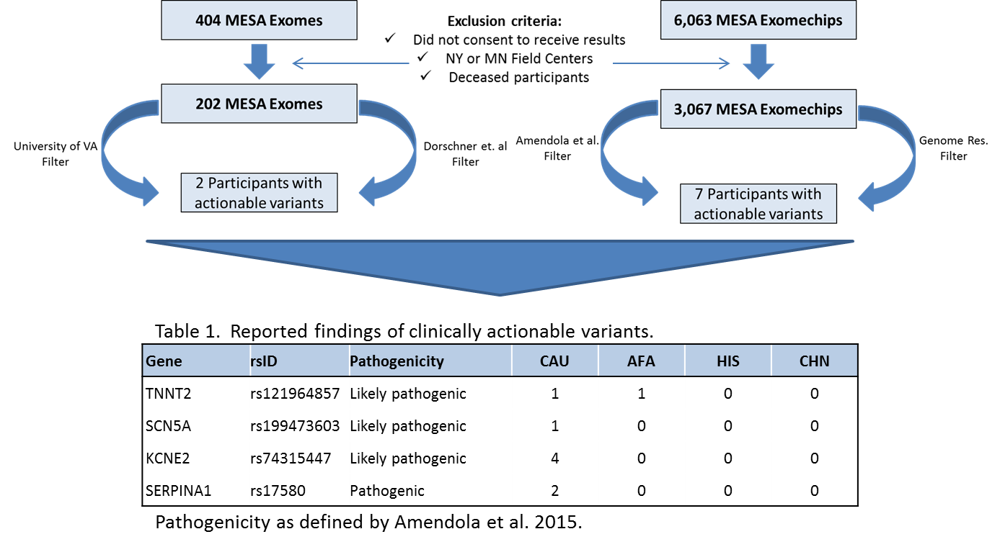 404 MESA Exomes
Exclusion criteria:
✓ Did not consent to receive results
✓ NY or MN Field Centers
✓ Deceased participants
6,063 MESA Exomechips
202 MESA Exomes
3,067 MESA Exomechips
University of VA
Filter
Dorschner et. al
Filter
Amendola et al.
Filter
Genome Res.
Filter
2 Participants with
actionable variants
7 Participants with
actionable variants
Table 1. Reported findings of clinically actionable variants.
Gene rsID Pathogenicity CAU AFA HIS CHN
TNNT2 rs121964857 Likely pathogenic 1 1 0 0
SCN5A rs199473603 Likely pathogenic 1 0 0 0
KCNE2 rs74315447 Likely pathogenic 4 0 0 0
SERPINA1 rs17580 Pathogenic 2 0 0 0
Pathogenicity as defined by Amendola et al. 2015.